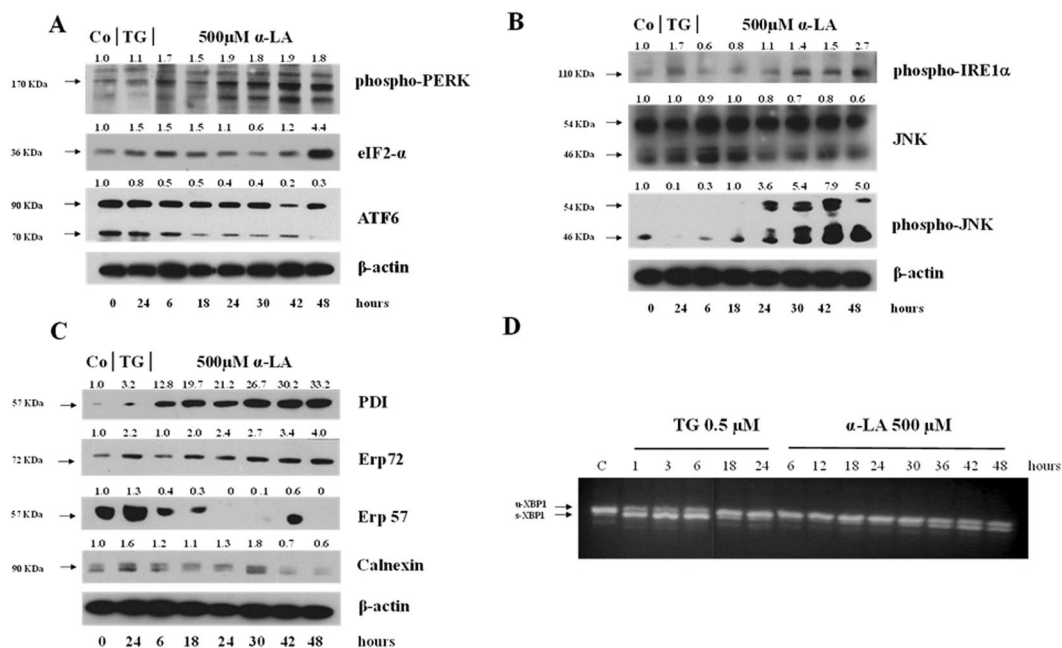 A
Co | TG | 500µM α-LA
1.0 1.1 1.7 1.5 1.9 1.8 1.9 1.8
170 KDa phospho-PERK
1.0 1.5 1.5 1.5 1.1 0.6 1.2 4.4
36 KDa eIF2-α
1.0 0.8 0.5 0.5 0.4 0.4 0.2 0.3
90 KDa
ATF6
70 KDa
β-actin
0 24 6 18 24 30 42 48 hours
B
Co | TG | 500µM α-LA
1.0 1.7 0.6 0.8 1.1 1.4 1.5 2.7
110 KDa phospho-IRE1α
1.0 1.0 0.9 1.0 0.8 0.7 0.8 0.6
54 KDa
JNK
46 KDa
1.0 0.1 0.3 1.0 3.6 5.4 7.9 5.0
54 KDa
phospho-JNK
46 KDa
β-actin
0 24 6 18 24 30 42 48 hours
C
Co | TG | 500µM α-LA
1.0 3.2 12.8 19.7 21.2 26.7 30.2 33.2
57 KDa PDI
1.0 2.2 1.0 2.0 2.4 2.7 3.4 4.0
72 KDa Erp72
1.0 1.3 0.4 0.3 0 0.1 0.6 0
57 KDa Erp 57
1.0 1.6 1.2 1.1 1.3 1.8 0.7 0.6
90 KDa Calnexin
β-actin
0 24 6 18 24 30 42 48 hours
D
TG 0.5 µM α-LA 500 µM
C 1 3 6 18 24 6 12 18 24 30 36 42 48 hours
u-XBP1
s-XBP1